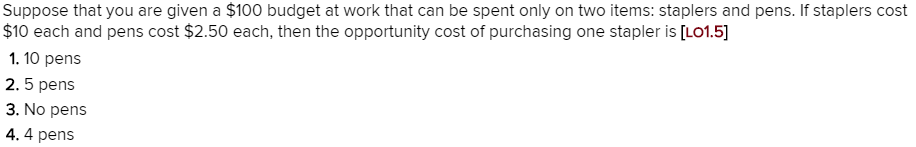 Suppose that you are given a $100 budget at work that can be spent only on two items: staplers and pens. If staplers cost
$10 each and pens cost $2.50 each, then the opportunity cost of purchasing one stapler is [LO1.5]
1. 10 pens
2. 5 pens
3. No pens
4. 4 pens